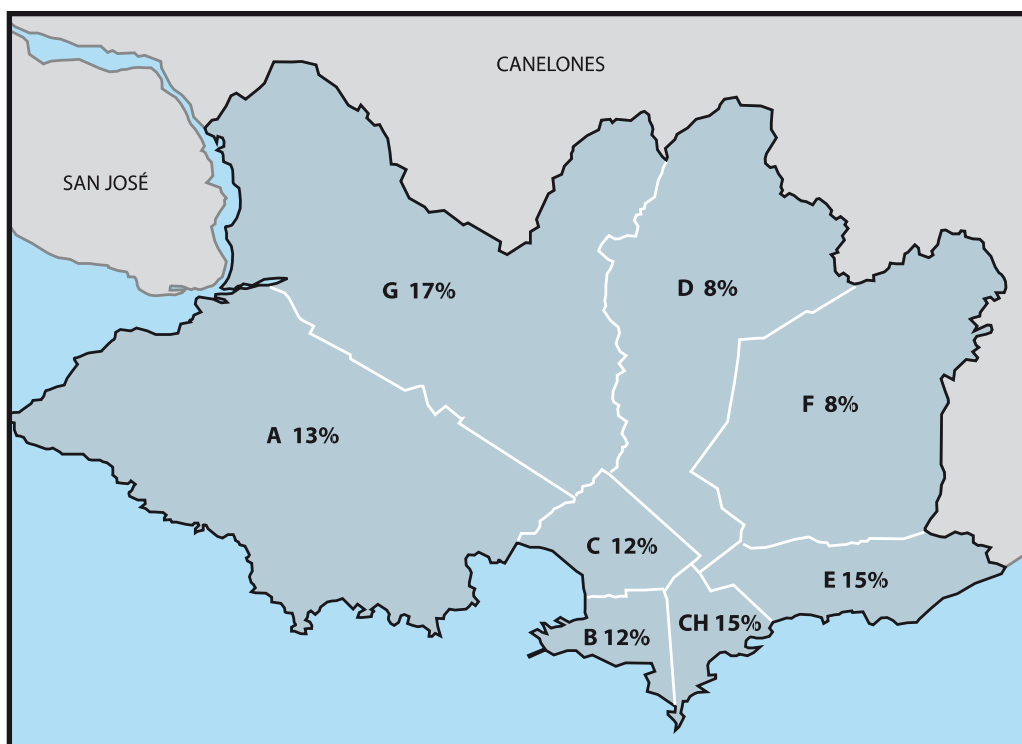 CANELONES
SAN JOSÉ
G 17%
D 8%
F 8%
A 13%
C 12%
E 15%
CH 15%
B 12%